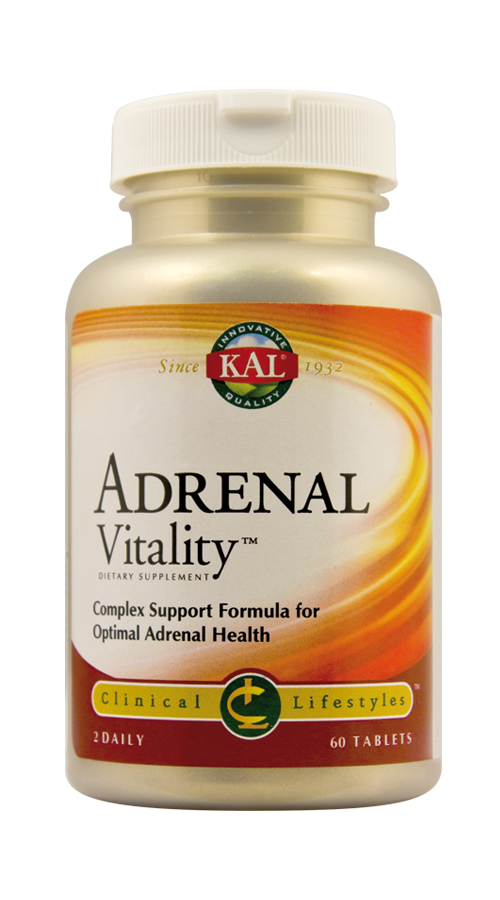 INNOVATIVE
Since KAL® 1932
QUALITY
ADRENAL
Vitality™
DIETARY SUPPLEMENT
Complex Support Formula for
Optimal Adrenal Health
Clinical Lifestyles™
2 DAILY 60 TABLETS